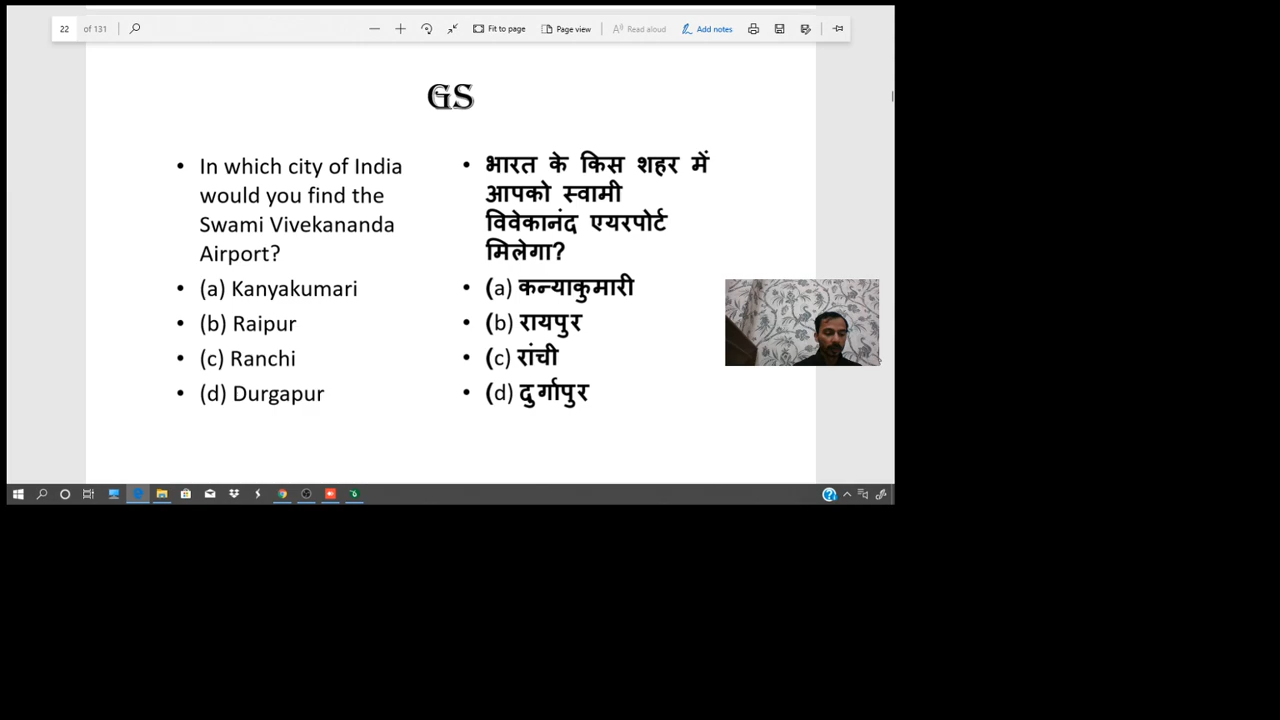 22 of 131 Fit to page Page view Read aloud Add notes
GS
• In which city of India
would you find the
Swami Vivekananda
Airport?
• (a) Kanyakumari
• (b) Raipur
• (c) Ranchi
• (d) Durgapur
• भारत के किस शहर में
आपको स्वामी
विवेकानंद एयरपोर्ट
मिलेगा?
• (a) कन्याकुमारी
• (b) रायपुर
• (c) रांची
• (d) दुर्गापुर